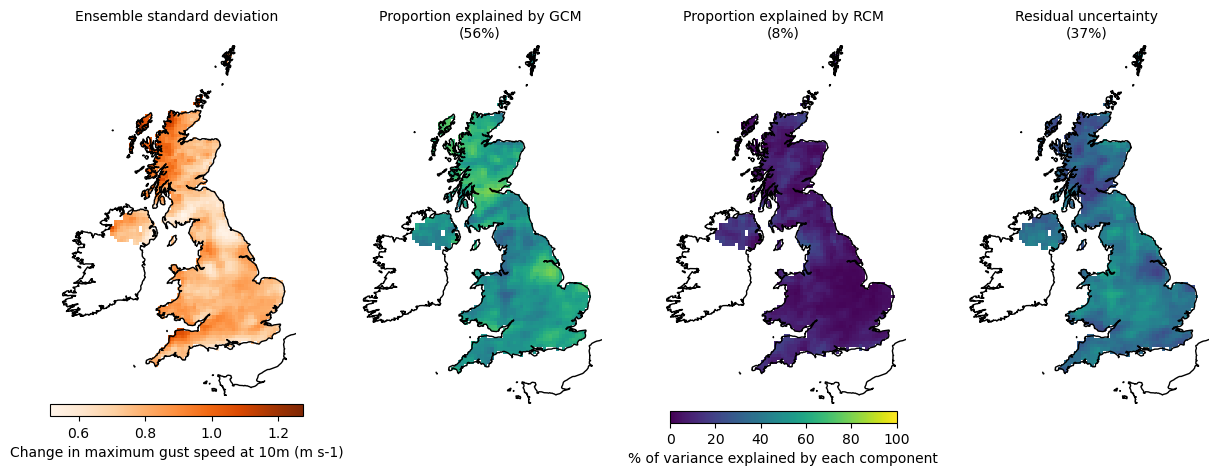 Ensemble standard deviation
Proportion explained by GCM
(56%)
Proportion explained by RCM
(8%)
Residual uncertainty
(37%)
0.6 0.8 1.0 1.2
Change in maximum gust speed at 10m (m s-1)
0 20 40 60 80 100
% of variance explained by each component